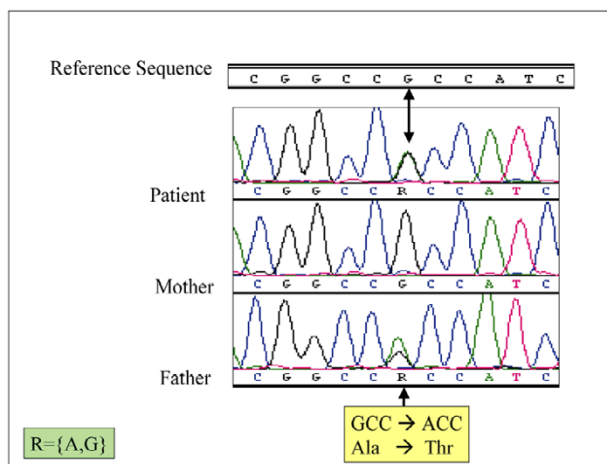 Reference Sequence
C G G C C G C C A T C
Patient
C G G C C R C C A T C
Mother
C G G C C G C C A T C
Father
C G G C C R C C A T C
GCC → ACC
Ala → Thr
R={A,G}